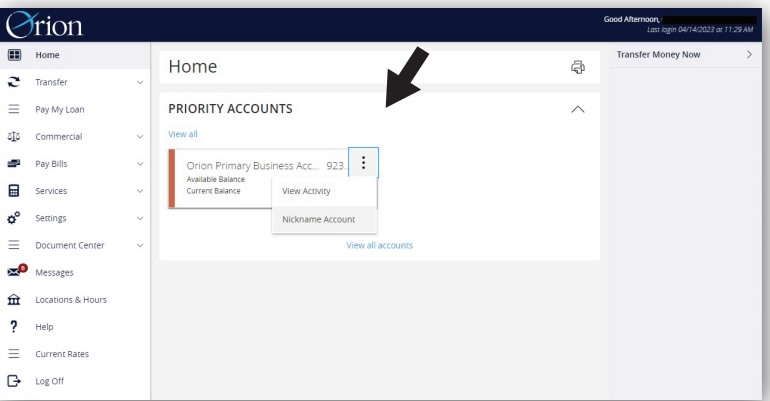 Orion
Good Afternoon,
Last login 04/14/2023 at 11:29 AM
Home
Transfer
Pay My Loan
Commercial
Pay Bills
Services
Settings
Document Center
6
Messages
Locations & Hours
?
Help
Current Rates
Log Off
Home
PRIORITY ACCOUNTS
View all
Orion Primary Business Acc... 923...
Available Balance
Current Balance
View Activity
Nickname Account
View all accounts
Transfer Money Now